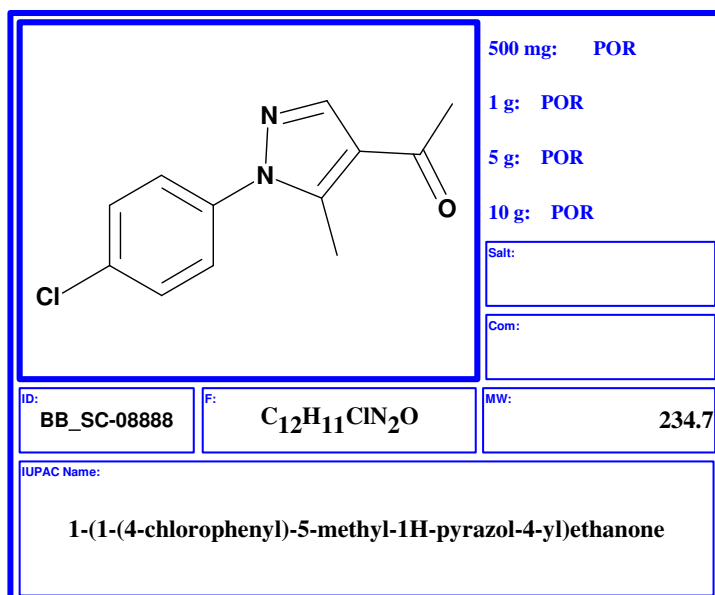 500 mg: POR
1 g: POR
5 g: POR
10 g: POR
N
N
O
Cl
Salt:
Com:
ID:
BB_SC-08888
F:
C12H11ClN2O
MW:
234.7
IUPAC Name:
1-(1-(4-chlorophenyl)-5-methyl-1H-pyrazol-4-yl)ethanone